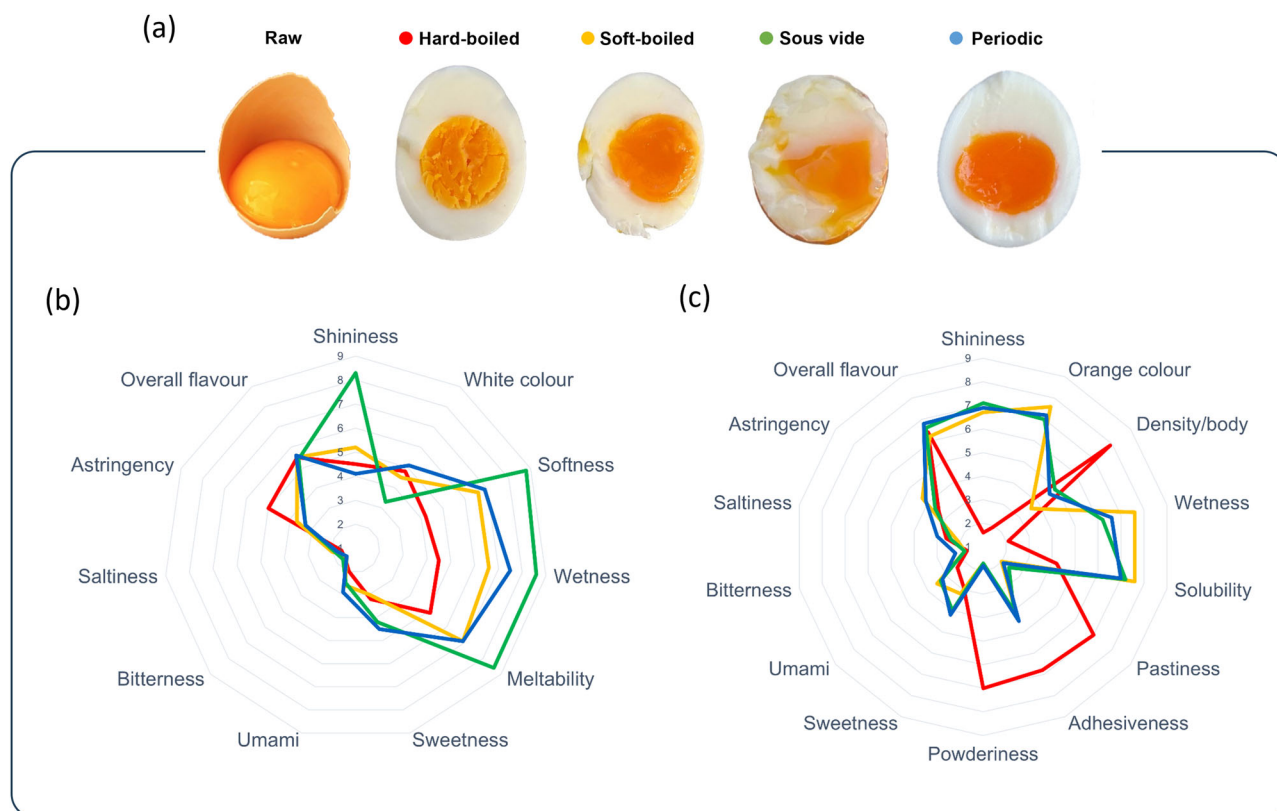 (a)
Raw
Hard-boiled
Soft-boiled
Sous vide
Periodic
(b)
Shininess
White colour
Softness
Wetness
Meltability
Sweetness
Umami
Bitterness
Saltiness
Astringency
Overall flavour
9
8
7
6
5
4
3
2
1
(c)
Shininess
Orange colour
Density/body
Wetness
Solubility
Pastiness
Adhesiveness
Powderiness
Sweetness
Umami
Bitterness
Saltiness
Astringency
Overall flavour
9
8
7
6
5
4
3
2
1